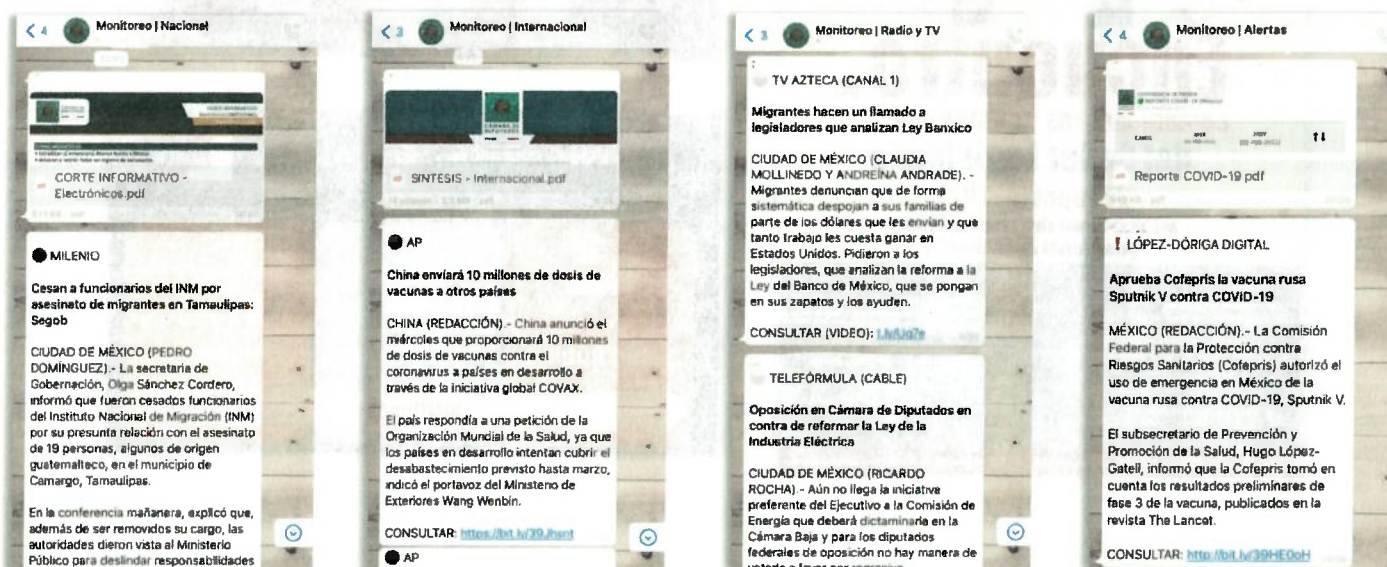 4
Monitoreo | Nacional
CORTE INFORMATIVO -
Electrónicos.pdf
MILENIO
Cesan a funcionarios del INM por
asesinato de migrantes en Tamaulipas:
Segob
CIUDAD DE MÉXICO (PEDRO
DOMÍNGUEZ).- La secretaria de
Gobernación, Olga Sánchez Cordero,
informó que fueron cesados funcionarios
del Instituto Nacional de Migración (INM)
por su presunta relación con el asesinato
de 19 personas, algunos de origen
guatemalteco, en el municipio de
Camargo, Tamaulipas.
En la conferencia mañanera, explicó que,
además de ser removidos su cargo, las
autoridades dieron vista al Ministerio
Público para deslindar responsabilidades
3
Monitoreo | Internacional
CÁMARA DE
DIPUTADOS
SINTESIS - Internacional.pdf
AP
China enviará 10 millones de dosis de
vacunas a otros países
CHINA (REDACCIÓN).- China anunció el
miércoles que proporcionará 10 millones
de dosis de vacunas contra el
coronavirus a países en desarrollo a
través de la iniciativa global COVAX.
El país respondía a una petición de la
Organización Mundial de la Salud, ya que
los países en desarrollo intentan cubrir el
desabastecimiento previsto hasta marzo,
indicó el portavoz del Ministerio de
Exteriores Wang Wenbin.
CONSULTAR: https://bit.ly/39Jhsnt
AP
3
Monitoreo | Radio y TV
TV AZTECA (CANAL 1)
Migrantes hacen un llamado a
legisladores que analizan Ley Banxico
CIUDAD DE MÉXICO (CLAUDIA
MOLLINEDO Y ANDREÍNA ANDRADE). -
Migrantes denuncian que de forma
sistemática despojan a sus familias de
parte de los dólares que les envían y que
tanto trabajo les cuesta ganar en
Estados Unidos. Pidieron a los
legisladores, que analizan la reforma a la
Ley del Banco de México, que se pongan
en sus zapatos y los ayuden.
CONSULTAR (VIDEO):
TELEFÓRMULA (CABLE)
Oposición en Cámara de Diputados en
contra de reformar la Ley de la
Industria Eléctrica
CIUDAD DE MÉXICO (RICARDO
ROCHA).- Aún no llega la iniciativa
preferente del Ejecutivo a la Comisión de
Energía que deberá dictaminarla en la
Cámara Baja y para los diputados
federales de oposición no hay manera de
4
Monitoreo | Alertas
Reporte COVID-19 pdf
LÓPEZ-DÓRIGA DIGITAL
Aprueba Cofepris la vacuna rusa
Sputnik V contra COVID-19
MÉXICO (REDACCIÓN).- La Comisión
Federal para la Protección contra
Riesgos Sanitarios (Cofepris) autorizó el
uso de emergencia en México de la
vacuna rusa contra COVID-19, Sputnik V.
El subsecretario de Prevención y
Promoción de la Salud, Hugo López-
Gatell, informó que la Cofepris tomó en
cuenta los resultados preliminares de
fase 3 de la vacuna, publicados en la
revista The Lancet.
CONSULTAR: http://bit.ly/39HE0oH